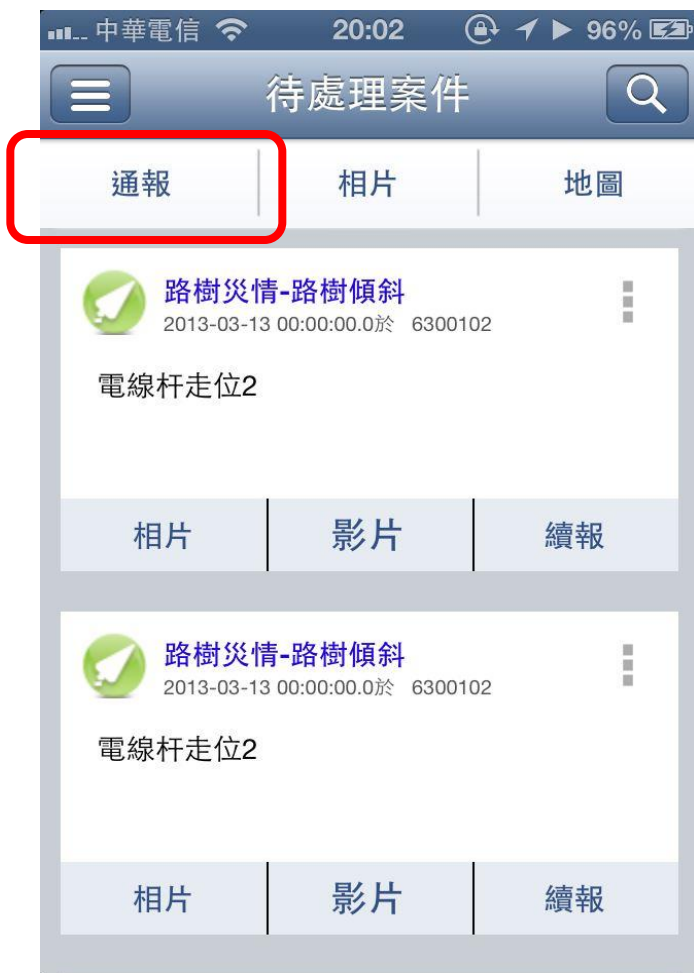 中華電信 20:02 96%
待處理案件
通報 相片 地圖
路樹災情-路樹傾斜
2013-03-13 00:00:00.0於 6300102
電線杆走位2
相片 影片 續報
路樹災情-路樹傾斜
2013-03-13 00:00:00.0於 6300102
電線杆走位2
相片 影片 續報